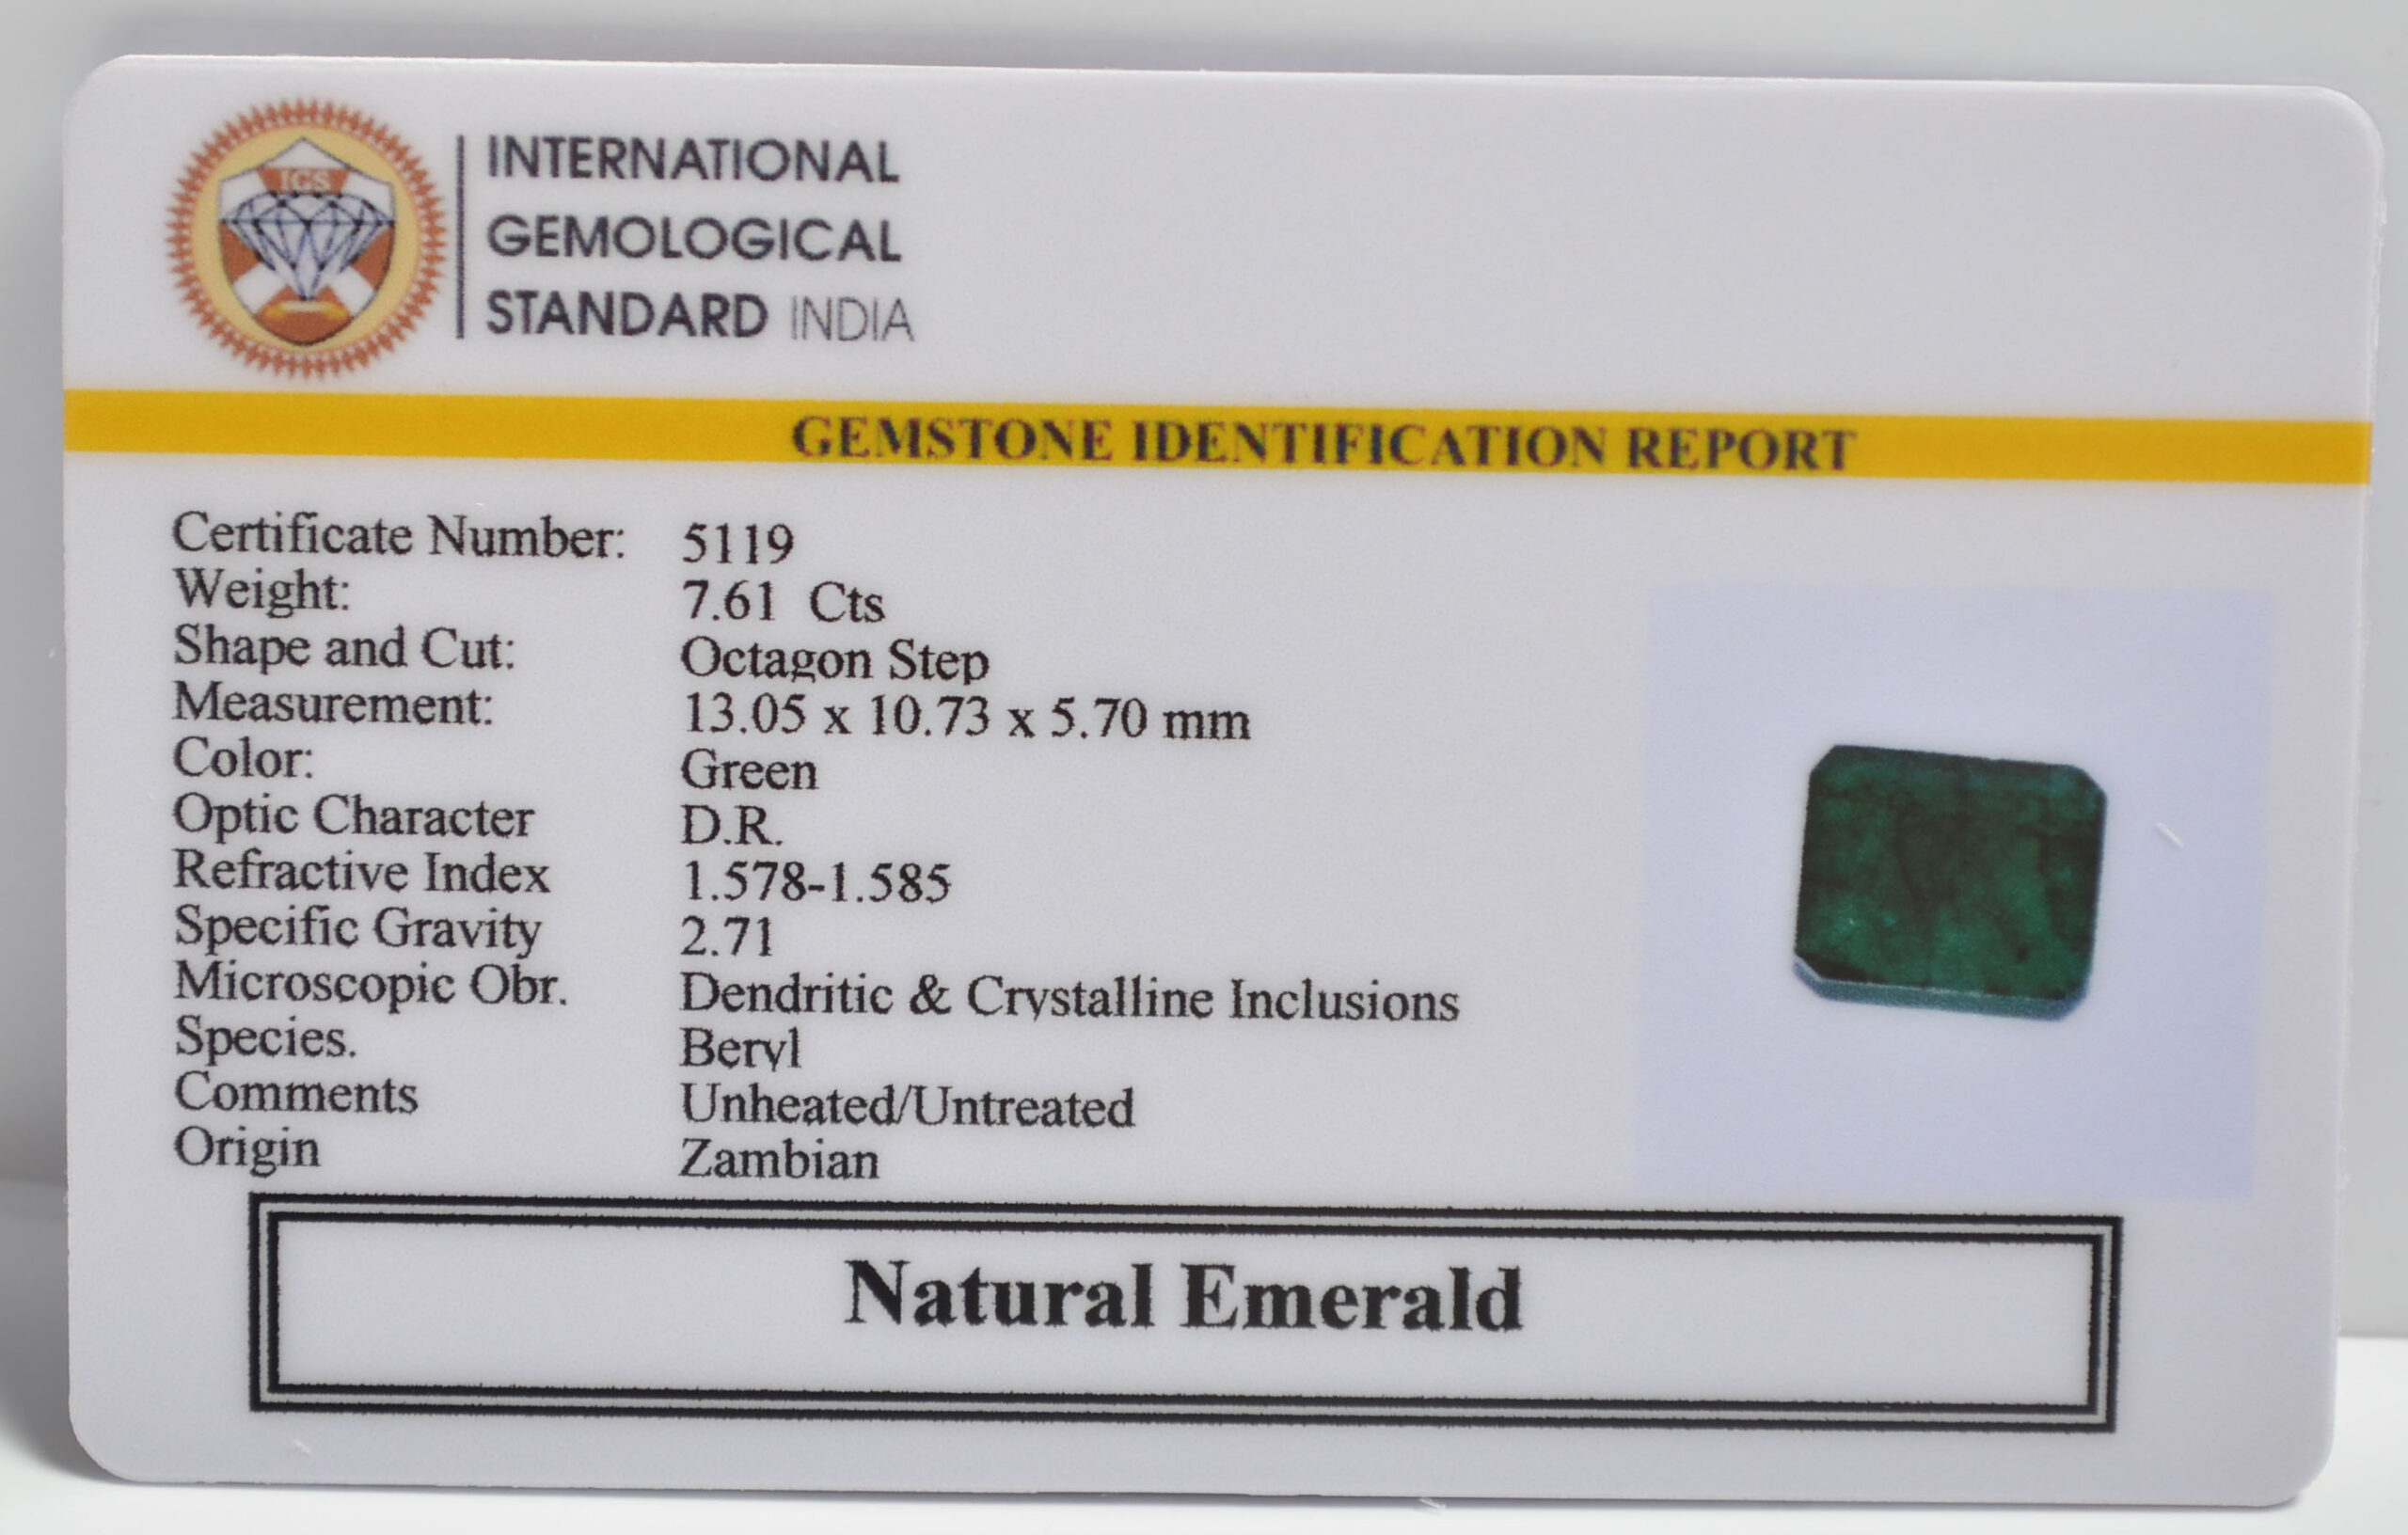 IGS
INTERNATIONAL
GEMOLOGICAL
STANDARD INDIA
GEMSTONE IDENTIFICATION REPORT
Certificate Number: 5119
Weight: 7.61 Cts
Shape and Cut: Octagon Step
Measurement: 13.05 x 10.73 x 5.70 mm
Color: Green
Optic Character D.R.
Refractive Index 1.578-1.585
Specific Gravity 2.71
Microscopic Obr. Dendritic & Crystalline Inclusions
Species. Beryl
Comments Unheated/Untreated
Origin Zambian
Natural Emerald